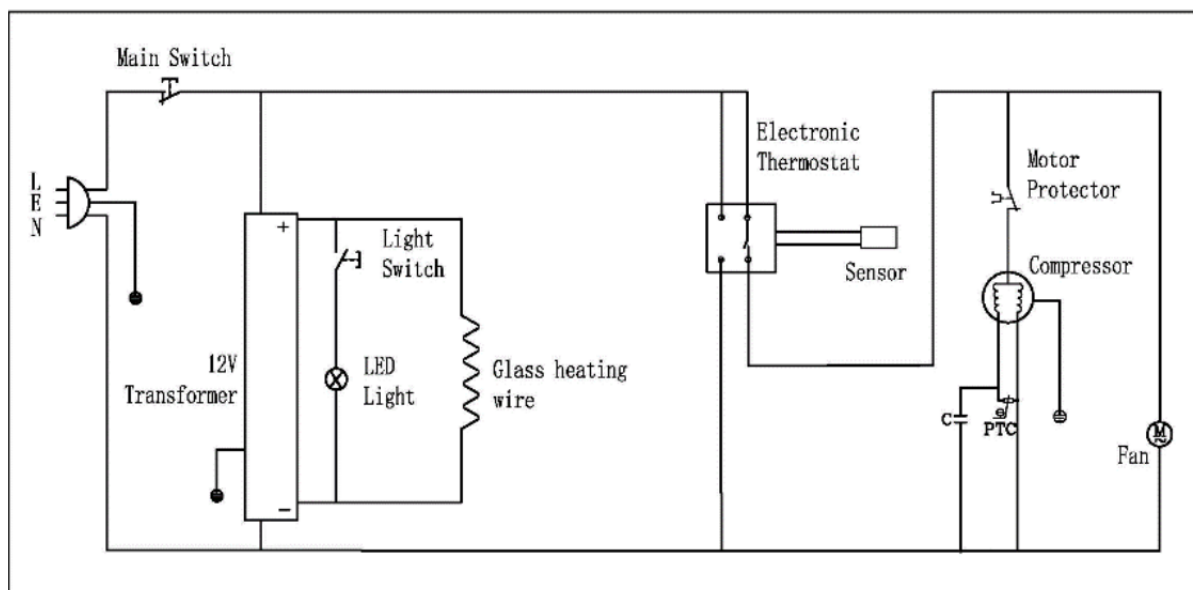 Main Switch
L
E
N
+
Light
Switch
12V
Transformer
LED
Light
Glass heating
wire
−
Electronic
Thermostat
Sensor
Motor
Protector
Compressor
C
PTC
M
~
Fan